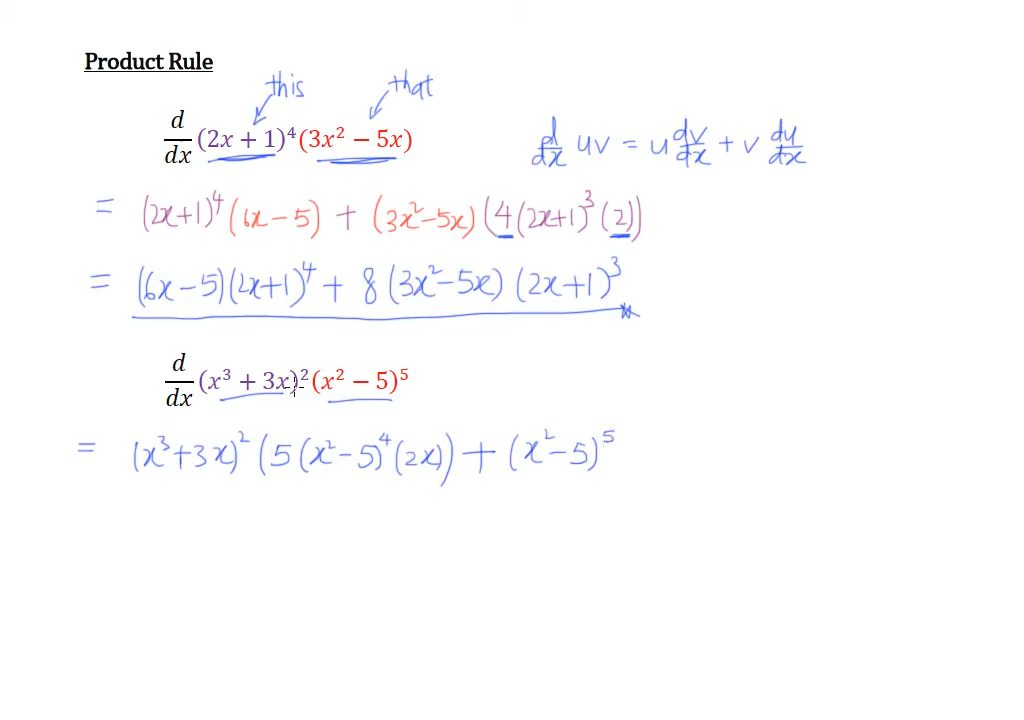 Product Rule
this that
d/dx (2x + 1)⁴(3x² − 5x)
d/dx uv = u dv/dx + v du/dx
= (2x+1)⁴(6x−5) + (3x²−5x)(4(2x+1)³(2))
= (6x−5)(2x+1)⁴ + 8(3x²−5x)(2x+1)³
d/dx (x³ + 3x)²(x² − 5)⁵
= (x³+3x)²(5(x²−5)⁴(2x)) + (x²−5)⁵